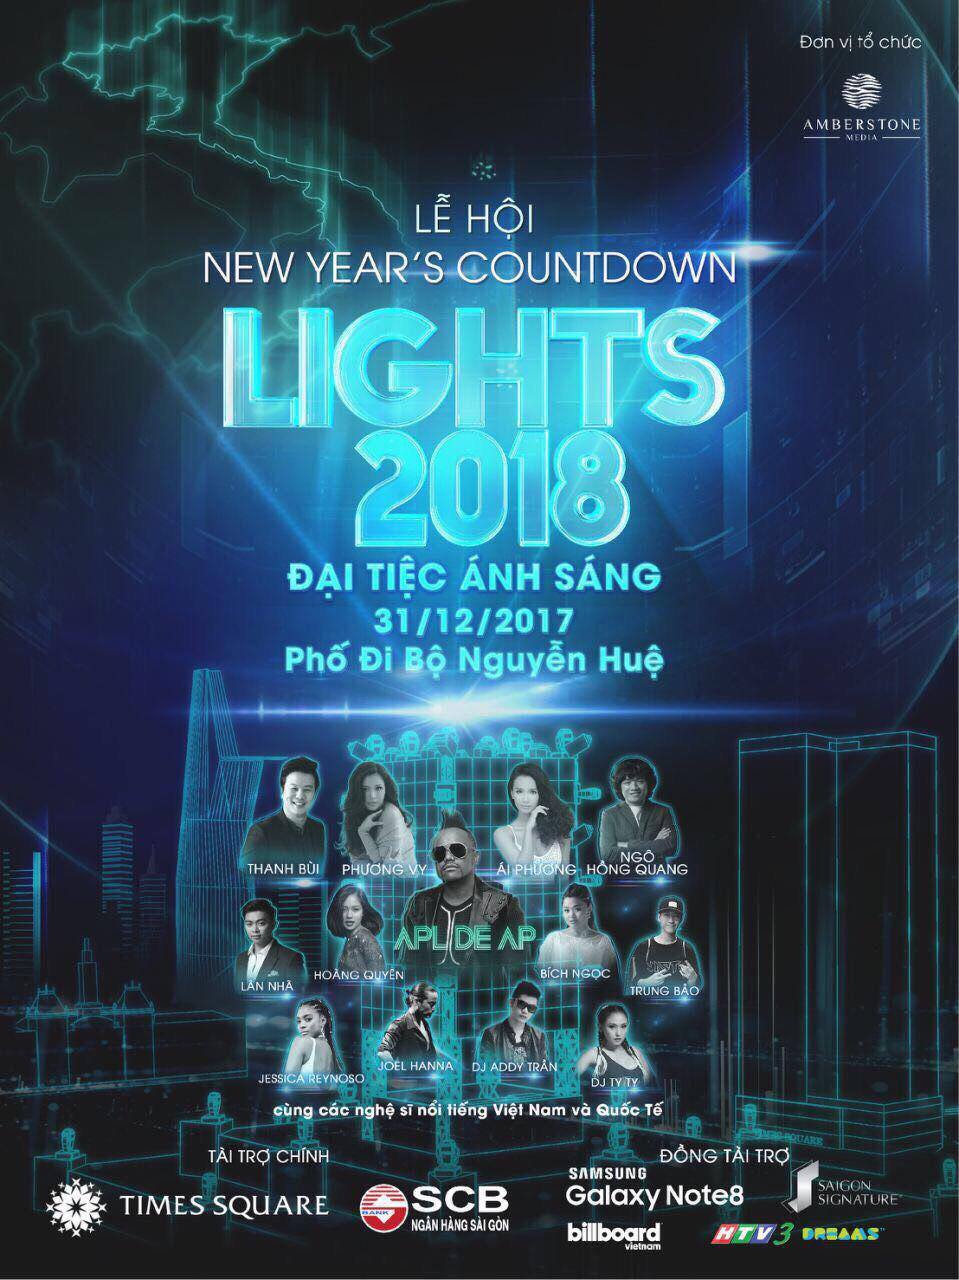 Đơn vị tổ chức
AMBERSTONE
MEDIA
LỄ HỘI
NEW YEAR'S COUNTDOWN
LIGHTS
2018
ĐẠI TIỆC ÁNH SÁNG
31/12/2017
Phố Đi Bộ Nguyễn Huệ
THANH BÙI
PHƯƠNG VY
ÁI PHƯƠNG
NGÔ
HỒNG QUANG
APL DE AP
LÂN NHÃ
HOÀNG QUYÊN
BÍCH NGỌC
TRUNG BẢO
JESSICA REYNOSO
JOEL HANNA
DJ ADDY TRẦN
DJ TY TY
cùng các nghệ sĩ nổi tiếng Việt Nam và Quốc Tế
TIMES SQUARE
TÀI TRỢ CHÍNH
TIMES SQUARE
BANK
SCB
NGÂN HÀNG SÀI GÒN
ĐỒNG TÀI TRỢ
SAMSUNG
Galaxy Note8
SAIGON
SIGNATURE
billboard
vietnam
HTV3 DREAMS™